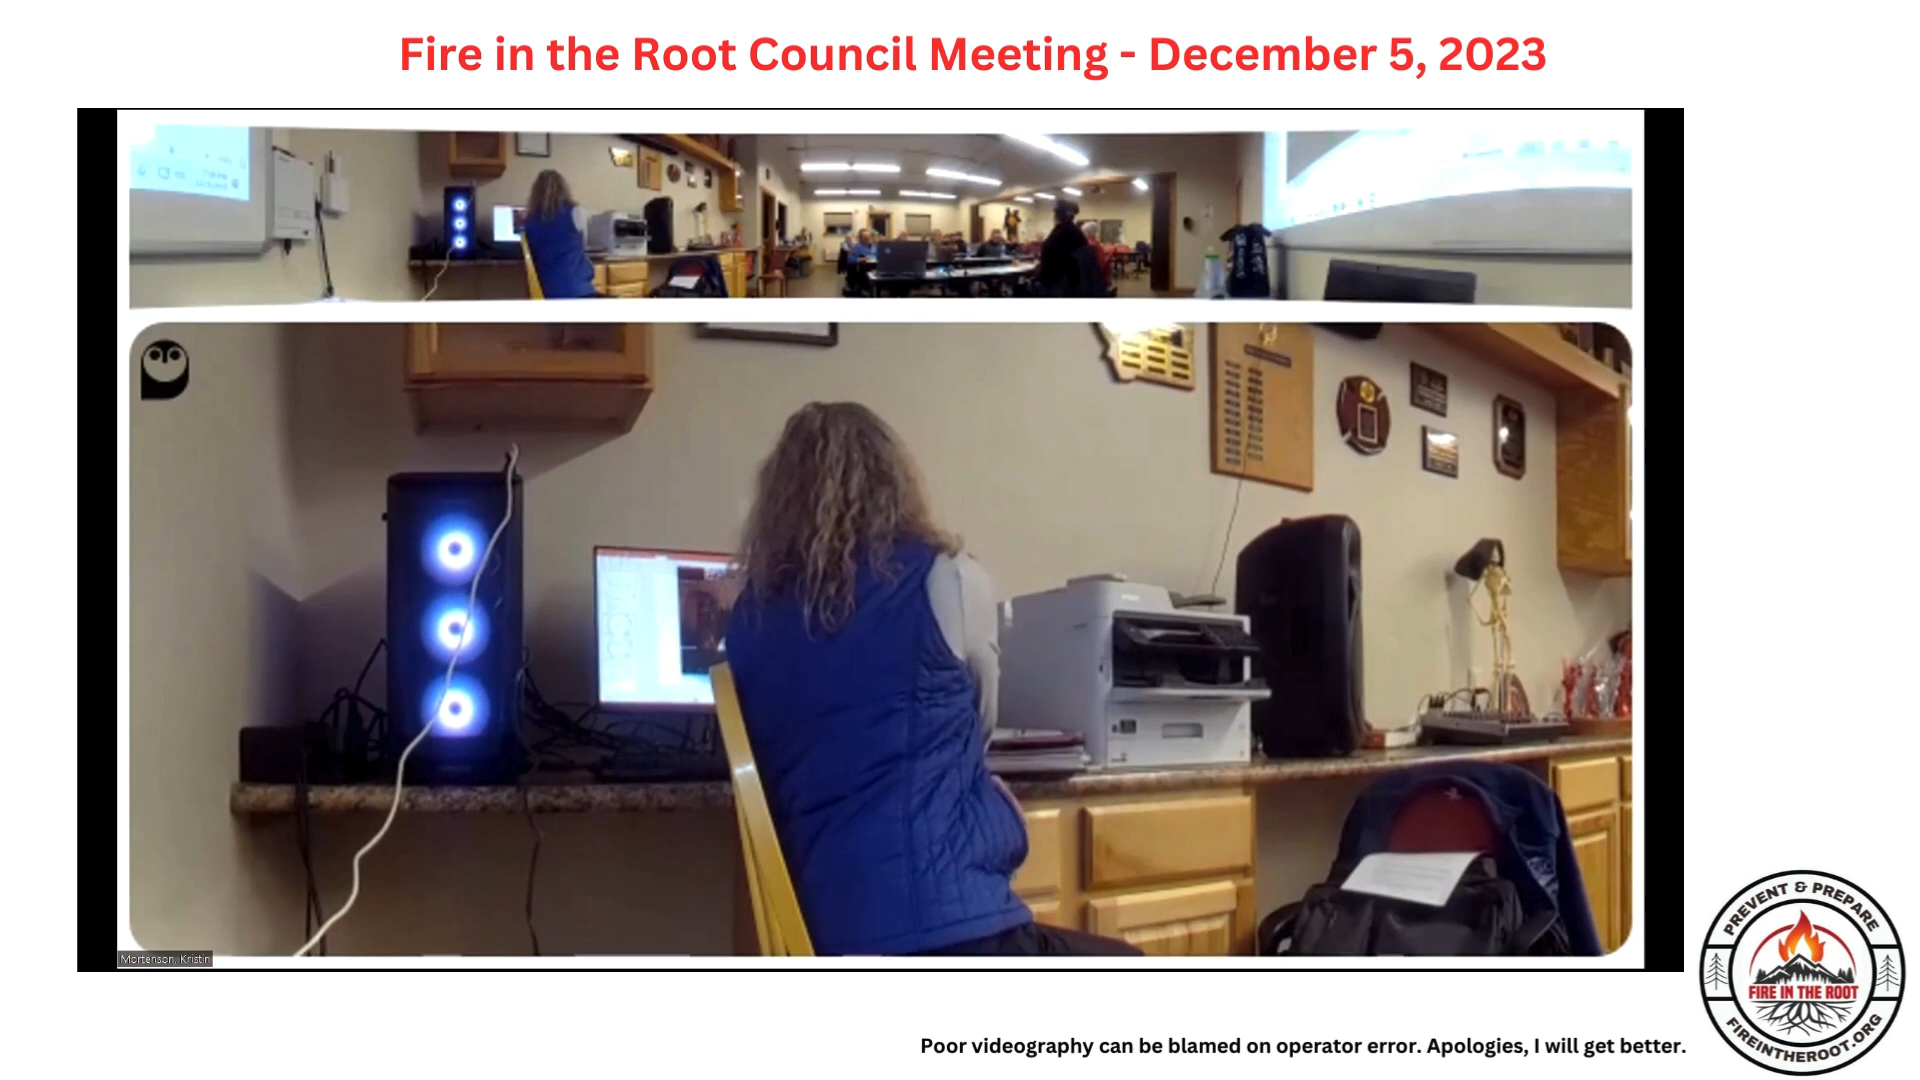 Fire in the Root Council Meeting - December 5, 2023
Mortenson, Kristin
PREVENT & PREPARE
FIRE IN THE ROOT
FIREINTHEROOT.ORG
Poor videography can be blamed on operator error. Apologies, I will get better.